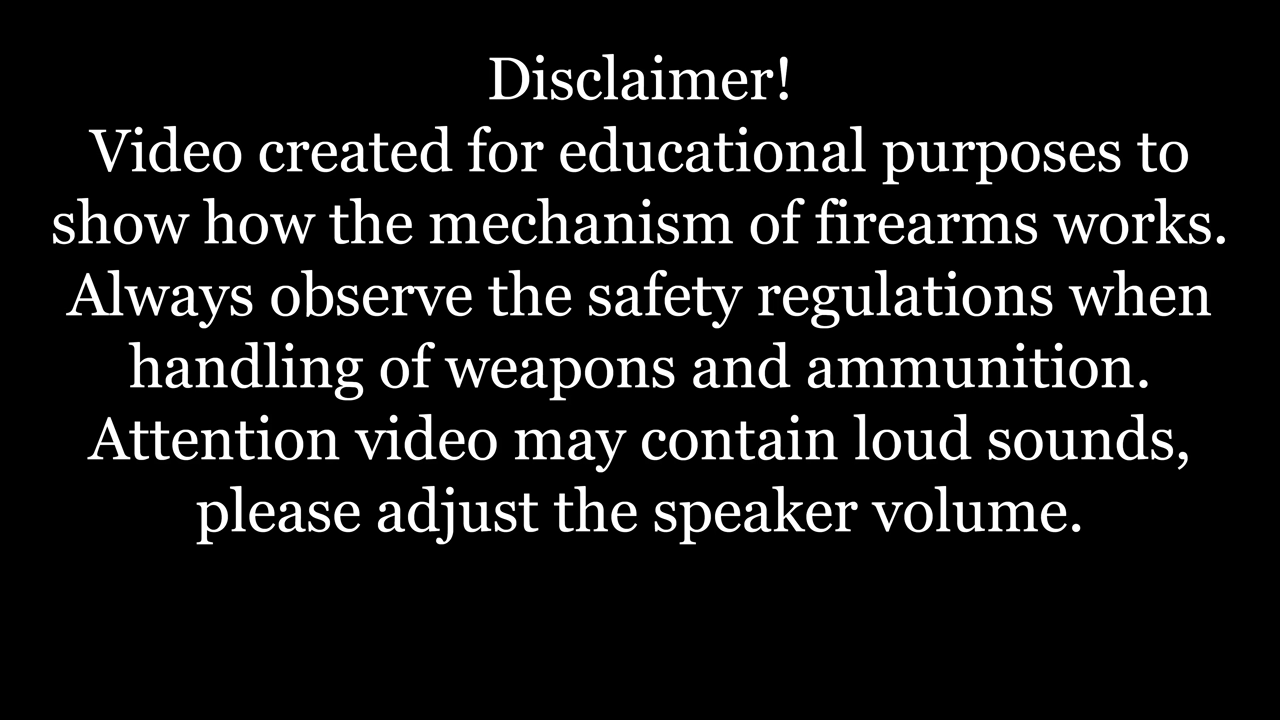 Disclaimer!
Video created for educational purposes to
show how the mechanism of firearms works.
Always observe the safety regulations when
handling of weapons and ammunition.
Attention video may contain loud sounds,
please adjust the speaker volume.